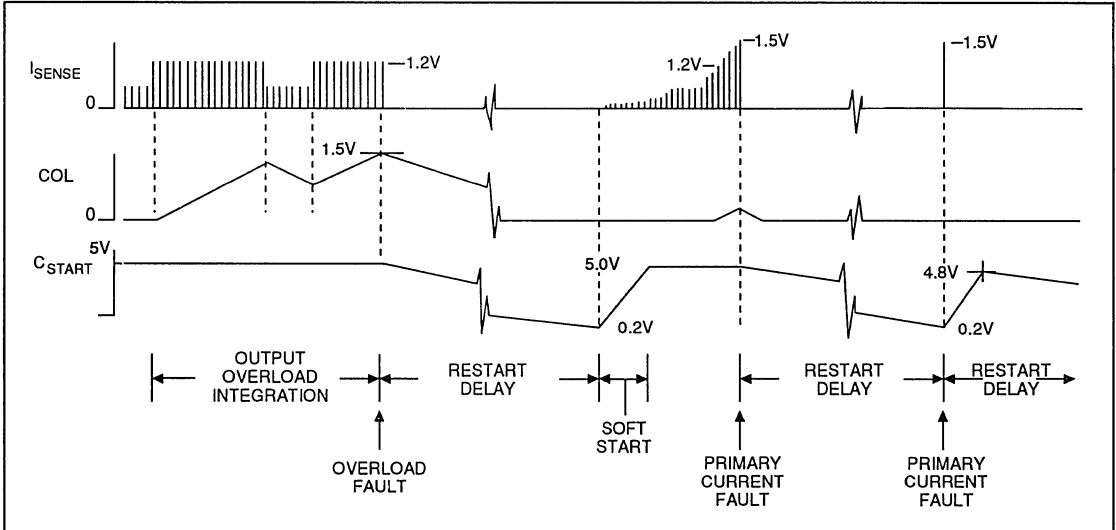 I SENSE
0
–1.2V
1.2V–
–1.5V
–1.5V
COL
0
1.5V
C START
5V
5.0V
0.2V
4.8V
0.2V
OUTPUT
OVERLOAD
INTEGRATION
RESTART
DELAY
SOFT
START
RESTART
DELAY
RESTART
DELAY
OVERLOAD
FAULT
PRIMARY
CURRENT
FAULT
PRIMARY
CURRENT
FAULT